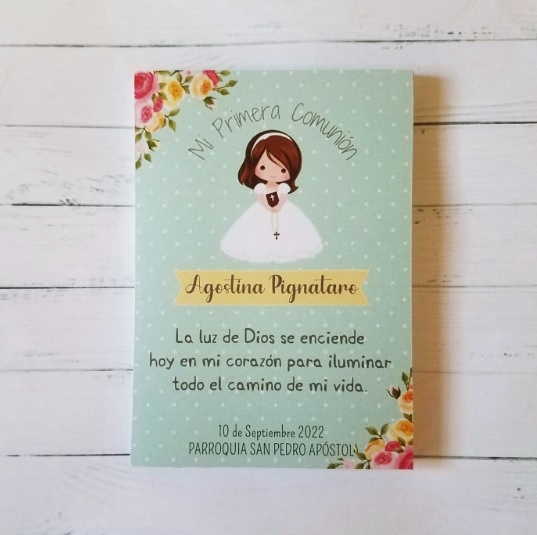 Mi Primera Comunión
Agostina Pignataro
La luz de Dios se enciende
hoy en mi corazón para iluminar
todo el camino de mi vida.
10 de Septiembre 2022
PARROQUIA SAN PEDRO APÓSTOL